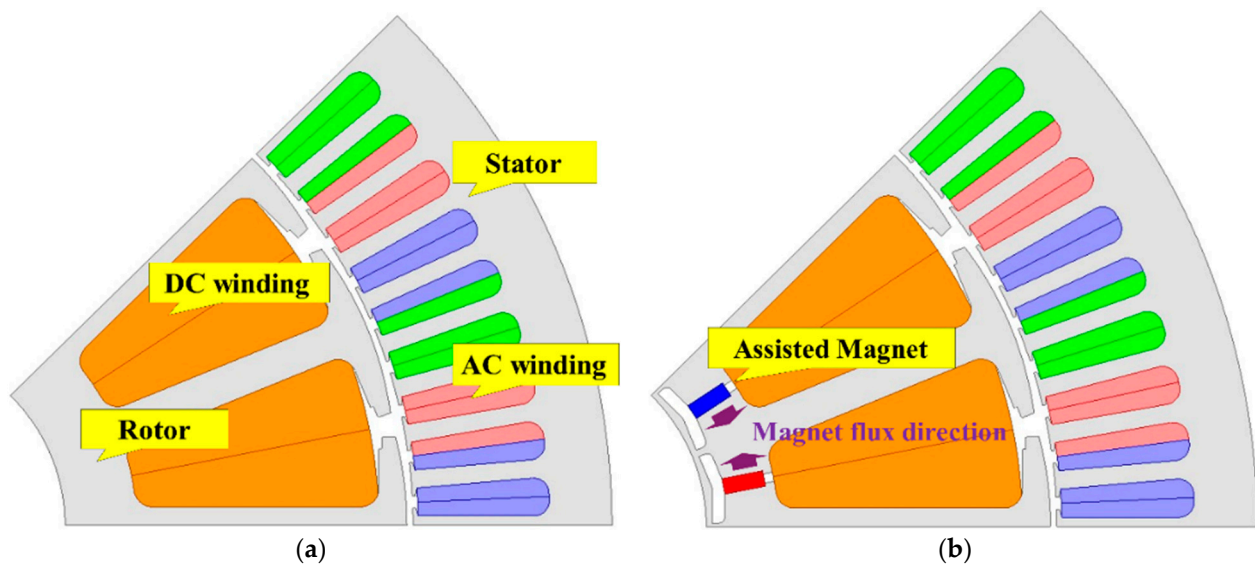 Stator
DC winding
AC winding
Rotor
Assisted Magnet
Magnet flux direction
(a)
(b)